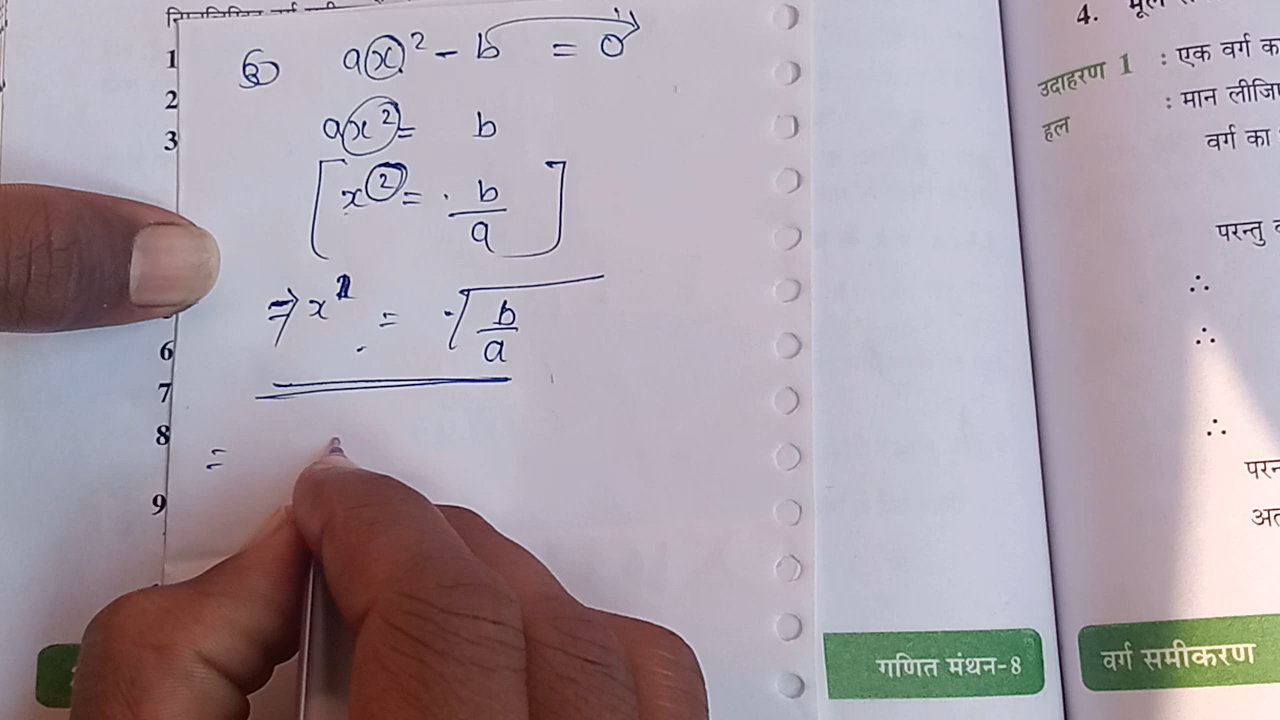 1
2
3
6
7
8
9
6 ax² - b = 0
ax² = b
[x² = b/a]
⇒ x¹ = √b/a
=
गणित मंथन-8
4.
उदाहरण 1 : एक वर्ग क
हल : मान लीजि
वर्ग का
परन्तु
∴
∴
∴
परन
अत
वर्ग समीकरण